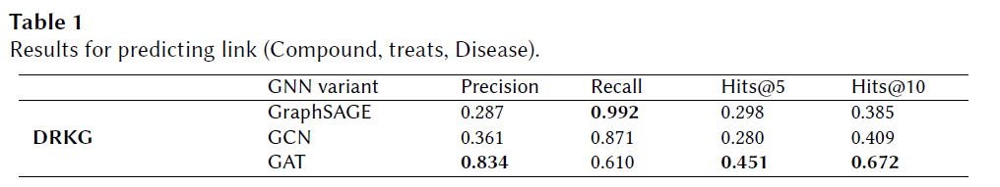 Table 1
Results for predicting link (Compound, treats, Disease).
GNN variant Precision Recall Hits@5 Hits@10
GraphSAGE 0.287 0.992 0.298 0.385
DRKG GCN 0.361 0.871 0.280 0.409
GAT 0.834 0.610 0.451 0.672